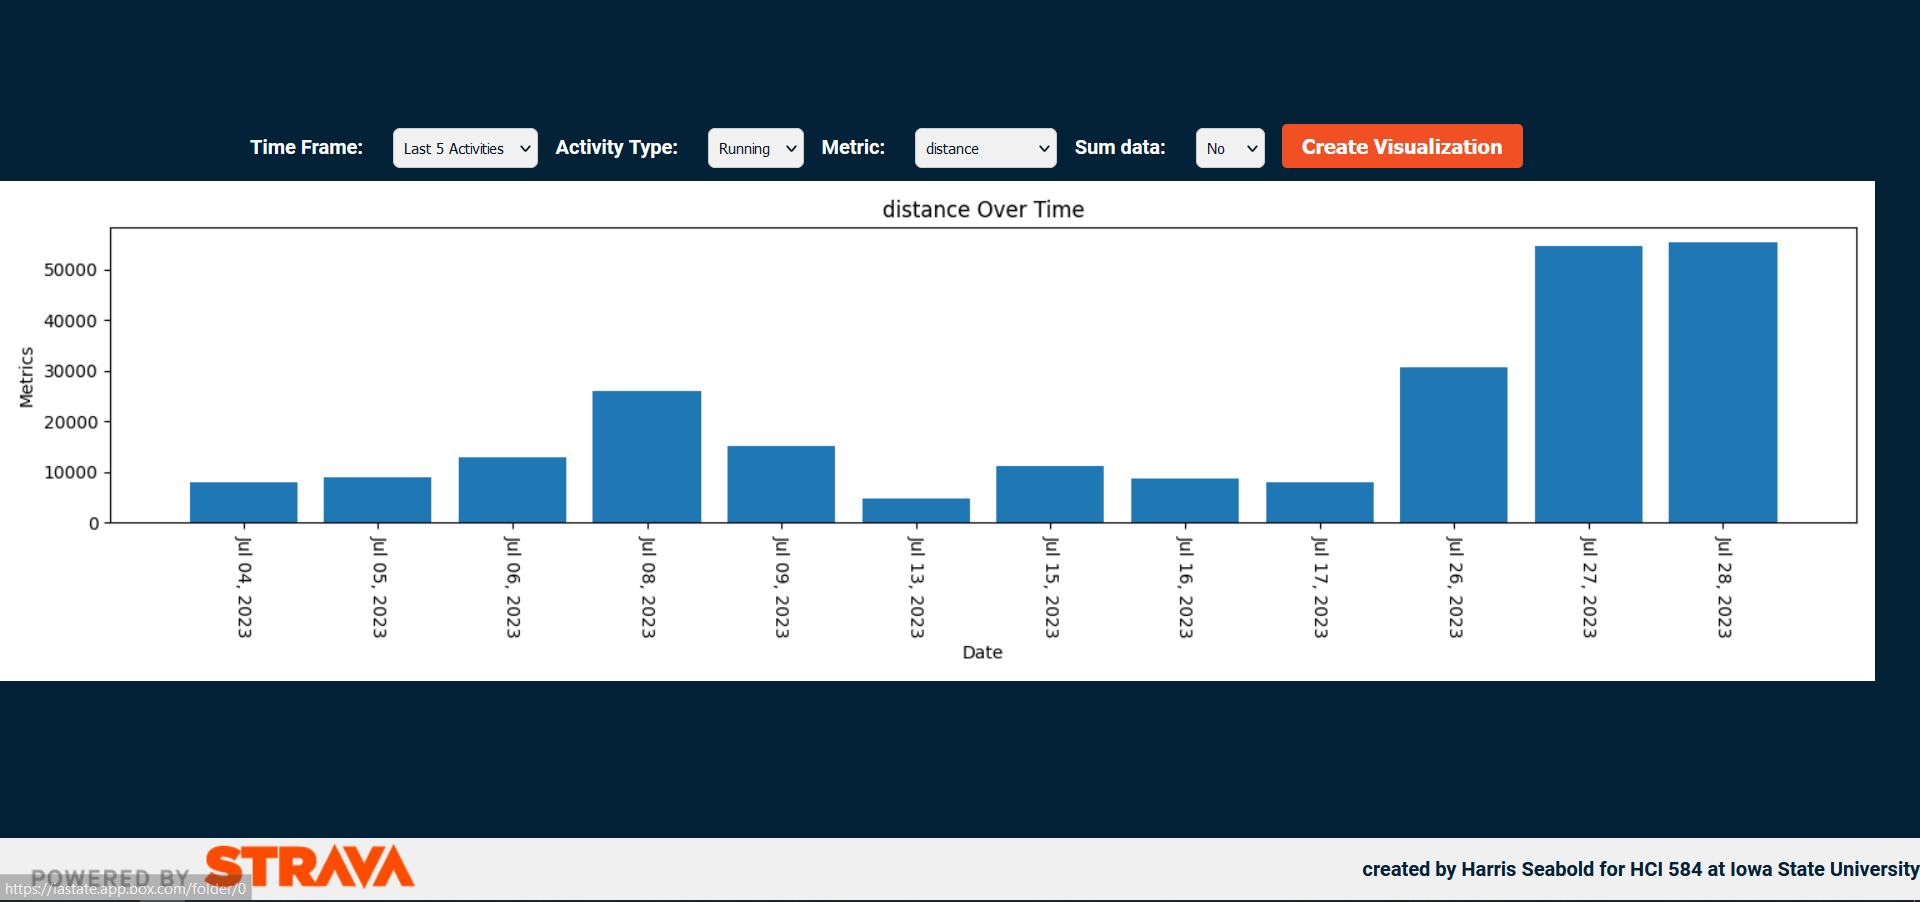 Time Frame: Last 5 Activities Activity Type: Running Metric: distance Sum data: No Create Visualization
distance Over Time
Metrics
50000
40000
30000
20000
10000
0
Jul 04, 2023
Jul 05, 2023
Jul 06, 2023
Jul 08, 2023
Jul 09, 2023
Jul 13, 2023
Jul 15, 2023
Jul 16, 2023
Jul 17, 2023
Jul 26, 2023
Jul 27, 2023
Jul 28, 2023
Date
POWERED BY STRAVA
created by Harris Seabold for HCI 584 at Iowa State University
https://iastate.app.box.com/folder/0